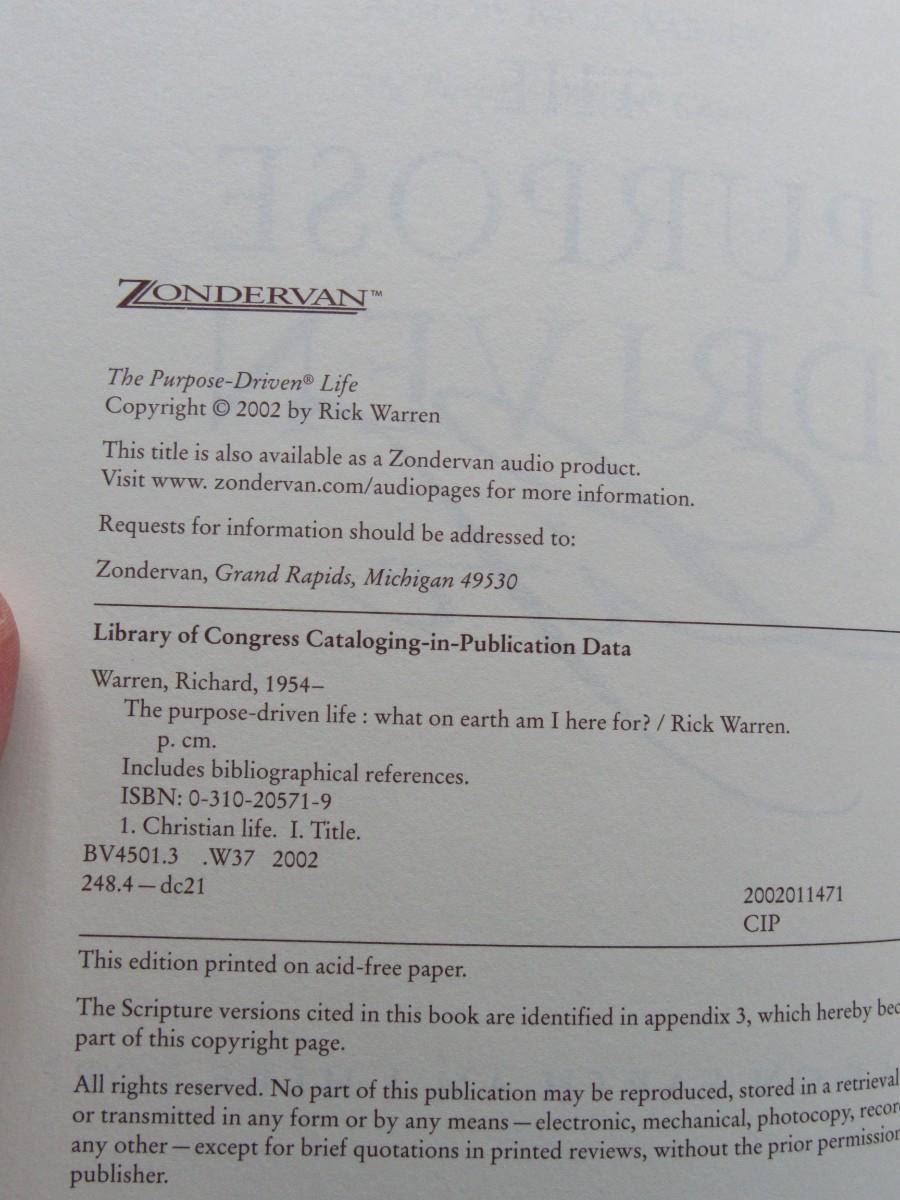 ZONDERVAN™
The Purpose-Driven® Life
Copyright © 2002 by Rick Warren
This title is also available as a Zondervan audio product.
Visit www. zondervan.com/audiopages for more information.
Requests for information should be addressed to:
Zondervan, Grand Rapids, Michigan 49530
Library of Congress Cataloging-in-Publication Data
Warren, Richard, 1954–
The purpose-driven life : what on earth am I here for? / Rick Warren.
p. cm.
Includes bibliographical references.
ISBN: 0-310-20571-9
1. Christian life. I. Title.
BV4501.3 .W37 2002
248.4 — dc21
2002011471
CIP
This edition printed on acid-free paper.
The Scripture versions cited in this book are identified in appendix 3, which hereby bec
part of this copyright page.
All rights reserved. No part of this publication may be reproduced, stored in a retrieval
or transmitted in any form or by any means — electronic, mechanical, photocopy, recor
any other — except for brief quotations in printed reviews, without the prior permission
publisher.